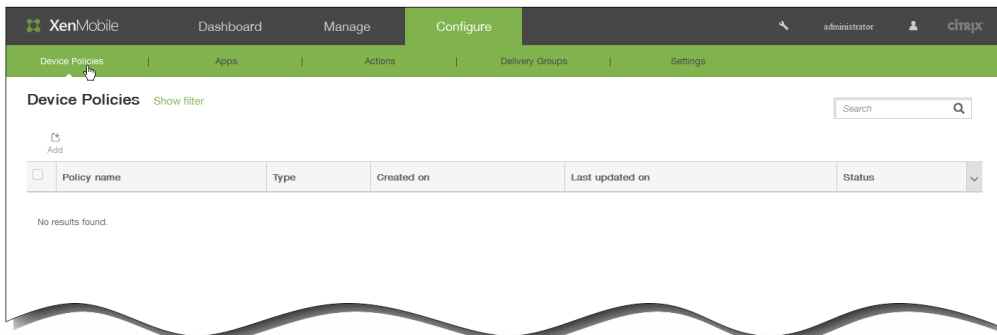 XenMobile Dashboard Manage Configure administrator CITRIX
Device Policies | Apps | Actions | Delivery Groups | Settings
Device Policies Show filter
Search
Add
Policy name Type Created on Last updated on Status
No results found.